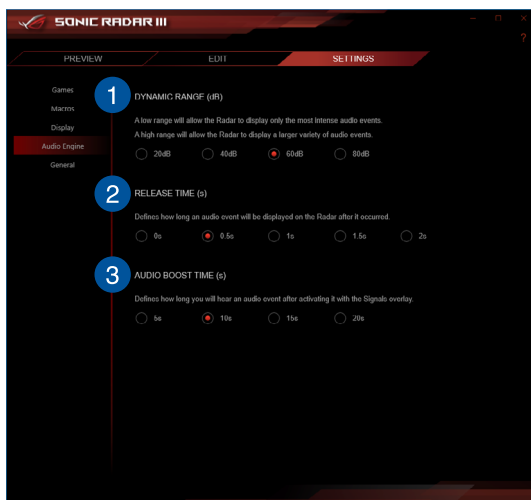 SONIC RADAR III
?
PREVIEW EDIT SETTINGS
Games
Macros
Display
Audio Engine
General
1 DYNAMIC RANGE (dB)
A low range will allow the Radar to display only the most intense audio events.
A high range will allow the Radar to display a larger variety of audio events.
20dB 40dB 60dB 80dB
2 RELEASE TIME (s)
Defines how long an audio event will be displayed on the Radar after it occurred.
0s 0.5s 1s 1.5s 2s
3 AUDIO BOOST TIME (s)
Defines how long you will hear an audio event after activating it with the Signals overlay.
5s 10s 15s 20s